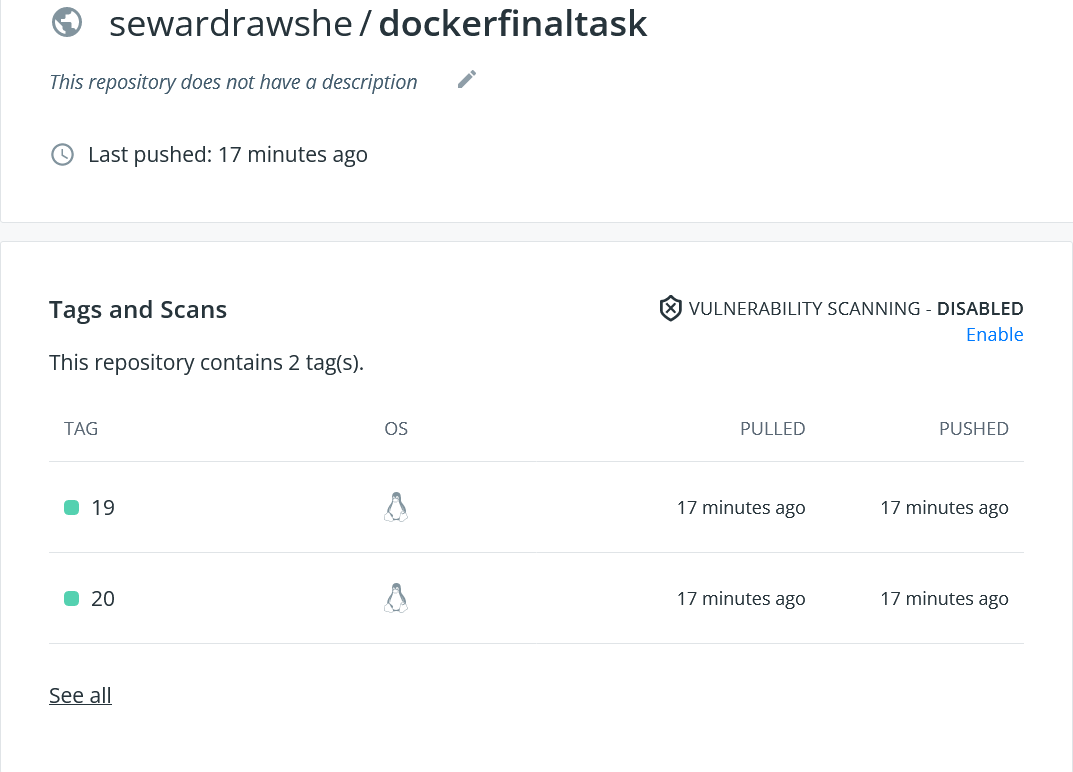 sewardrawshe / dockerfinaltask
This repository does not have a description
Last pushed: 17 minutes ago
Tags and Scans
VULNERABILITY SCANNING - DISABLED
Enable
This repository contains 2 tag(s).
TAG OS PULLED PUSHED
19 17 minutes ago 17 minutes ago
20 17 minutes ago 17 minutes ago
See all